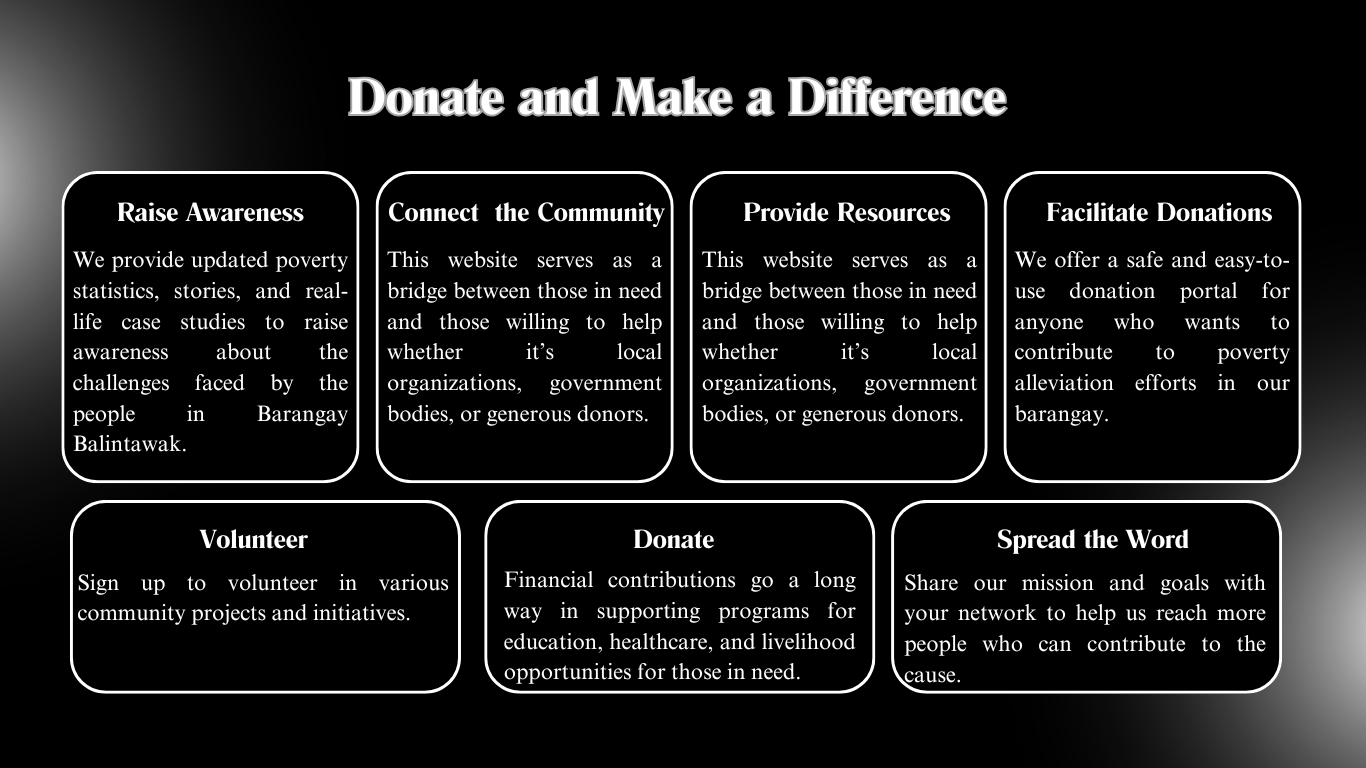 Donate and Make a Difference
Raise Awareness
We provide updated poverty
statistics, stories, and real-
life case studies to raise
awareness about the
challenges faced by the
people in Barangay
Balintawak.
Connect the Community
This website serves as a
bridge between those in need
and those willing to help
whether it’s local
organizations, government
bodies, or generous donors.
Provide Resources
This website serves as a
bridge between those in need
and those willing to help
whether it’s local
organizations, government
bodies, or generous donors.
Facilitate Donations
We offer a safe and easy-to-
use donation portal for
anyone who wants to
contribute to poverty
alleviation efforts in our
barangay.
Volunteer
Sign up to volunteer in various
community projects and initiatives.
Donate
Financial contributions go a long
way in supporting programs for
education, healthcare, and livelihood
opportunities for those in need.
Spread the Word
Share our mission and goals with
your network to help us reach more
people who can contribute to the
cause.